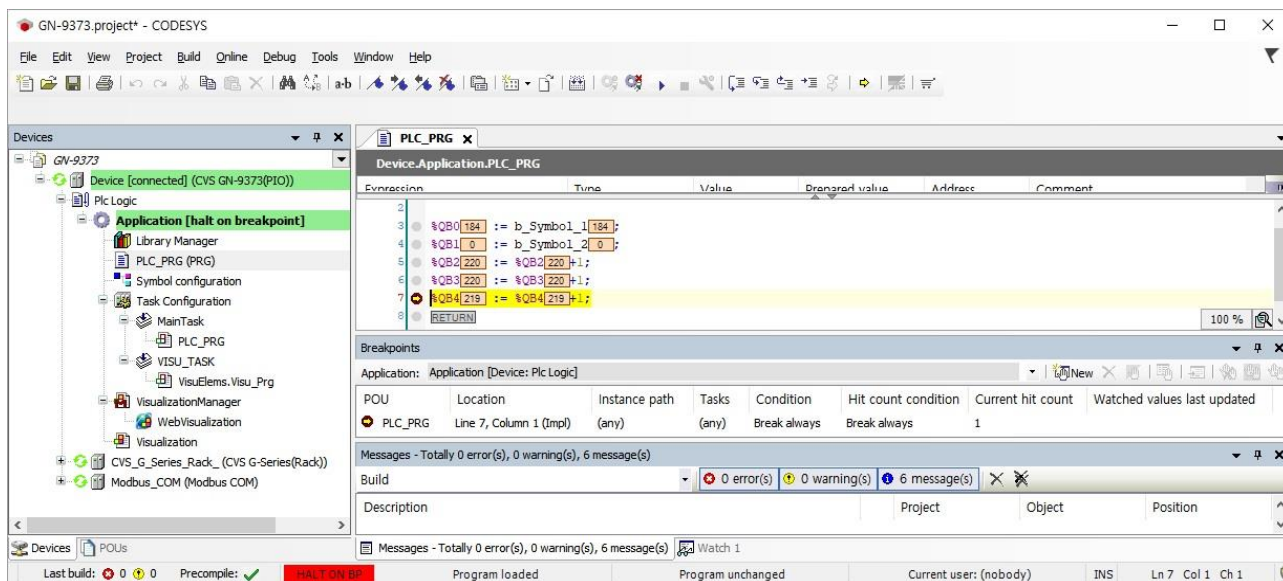 GN-9373.project* - CODESYS
File Edit View Project Build Online Debug Tools Window Help
Devices
GN-9373
Device [connected] (CVS GN-9373(PIO))
Plc Logic
Application [halt on breakpoint]
Library Manager
PLC_PRG (PRG)
Symbol configuration
Task Configuration
MainTask
PLC_PRG
VISU_TASK
VisuElems.Visu_Prg
VisualizationManager
WebVisualization
Visualization
CVS_G_Series_Rack_ (CVS G-Series(Rack))
Modbus_COM (Modbus COM)
Devices POUs
PLC_PRG
Device.Application.PLC_PRG
Expression Type Value Prepared value Address Comment
2
3 %QB0 184 := b_Symbol_1 184 ;
4 %QB1 0 := b_Symbol_2 0 ;
5 %QB2 220 := %QB2 220 +1;
6 %QB3 220 := %QB3 220 +1;
7 %QB4 219 := %QB4 219 +1;
8 RETURN
100 %
Breakpoints
Application: Application [Device: Plc Logic] New
POU Location Instance path Tasks Condition Hit count condition Current hit count Watched values last updated
PLC_PRG Line 7, Column 1 (Impl) (any) (any) Break always Break always 1
Messages - Totally 0 error(s), 0 warning(s), 6 message(s)
Build 0 error(s) 0 warning(s) 6 message(s)
Description Project Object Position
Messages - Totally 0 error(s), 0 warning(s), 6 message(s) Watch 1
Last build: 0 0 Precompile: HALT ON BP Program loaded Program unchanged Current user: (nobody) INS Ln 7 Col 1 Ch 1